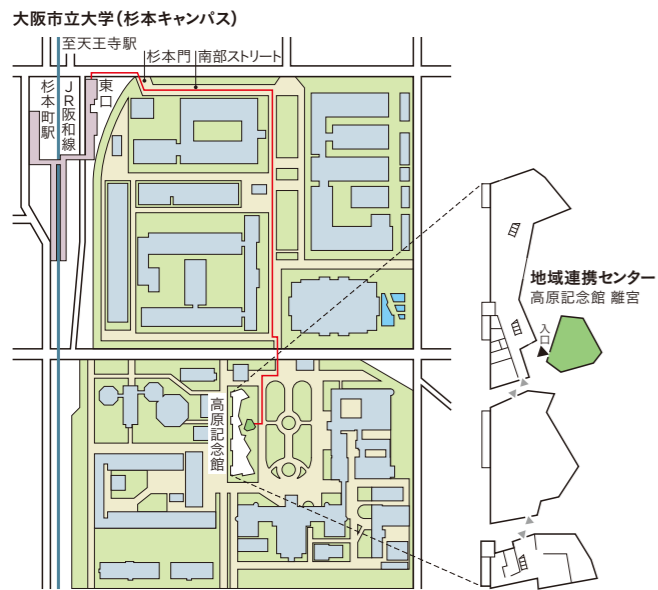 大阪市立大学(杉本キャンパス)
至天王寺駅
杉本門
南部ストリート
杉本町駅
JR阪和線
東口
地域連携センター
高原記念館 離宮
入口
高原記念館